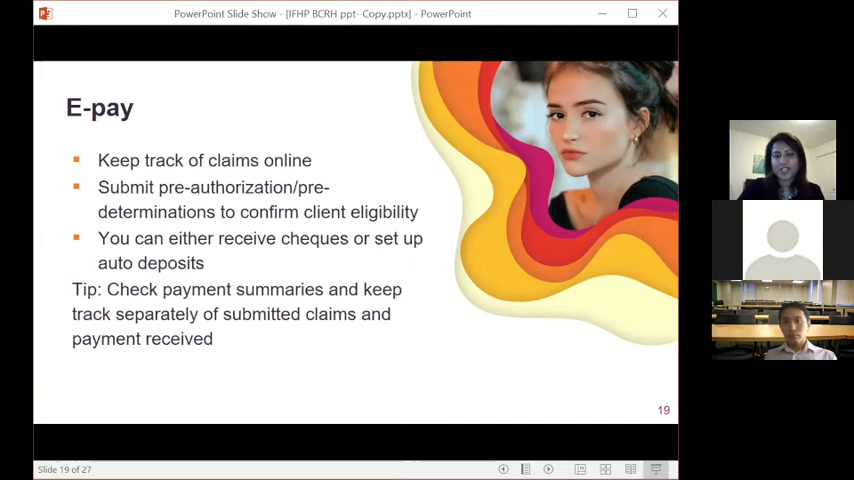 PowerPoint Slide Show - [IFHP BCRH ppt- Copy.pptx] - PowerPoint
E-pay
Keep track of claims online
Submit pre-authorization/pre-
determinations to confirm client eligibility
You can either receive cheques or set up
auto deposits
Tip: Check payment summaries and keep
track separately of submitted claims and
payment received
19
Slide 19 of 27